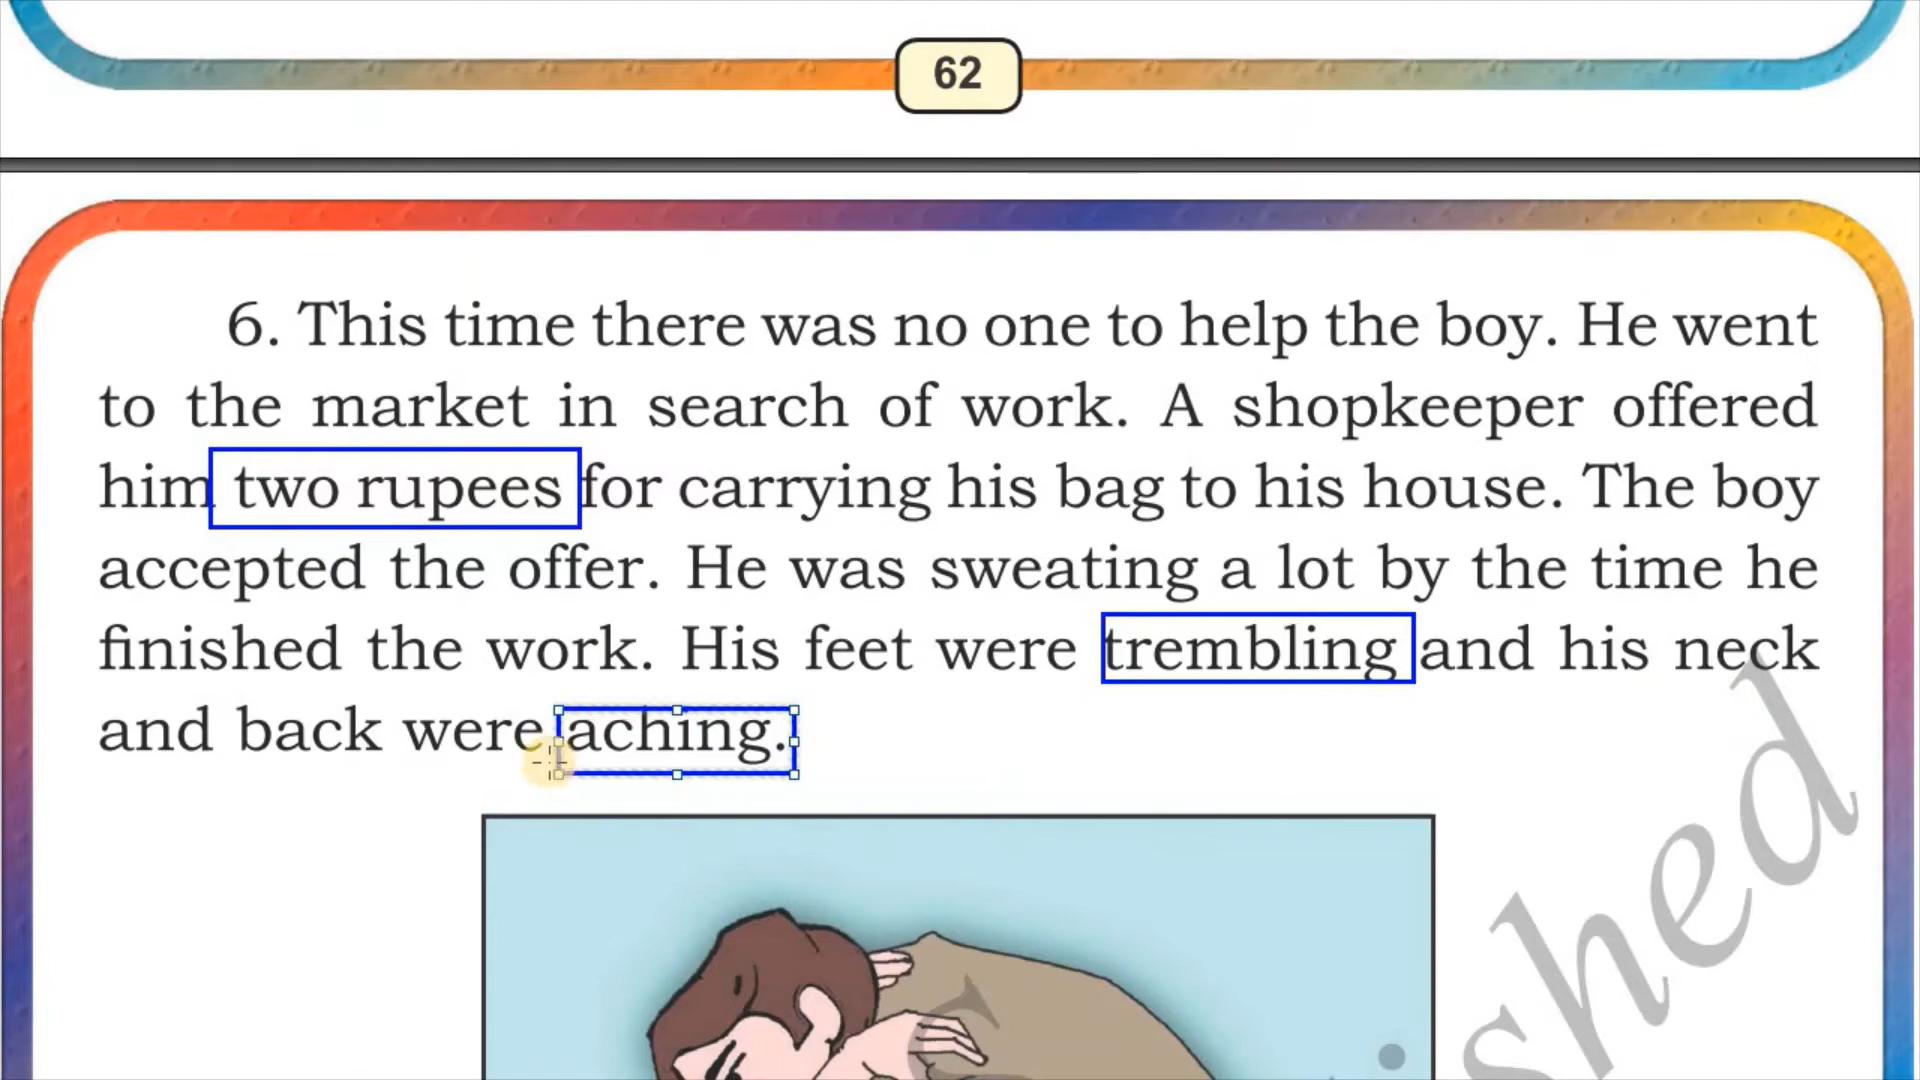 62
6. This time there was no one to help the boy. He went
to the market in search of work. A shopkeeper offered
him two rupees for carrying his bag to his house. The boy
accepted the offer. He was sweating a lot by the time he
finished the work. His feet were trembling and his neck
and back were aching.
shed